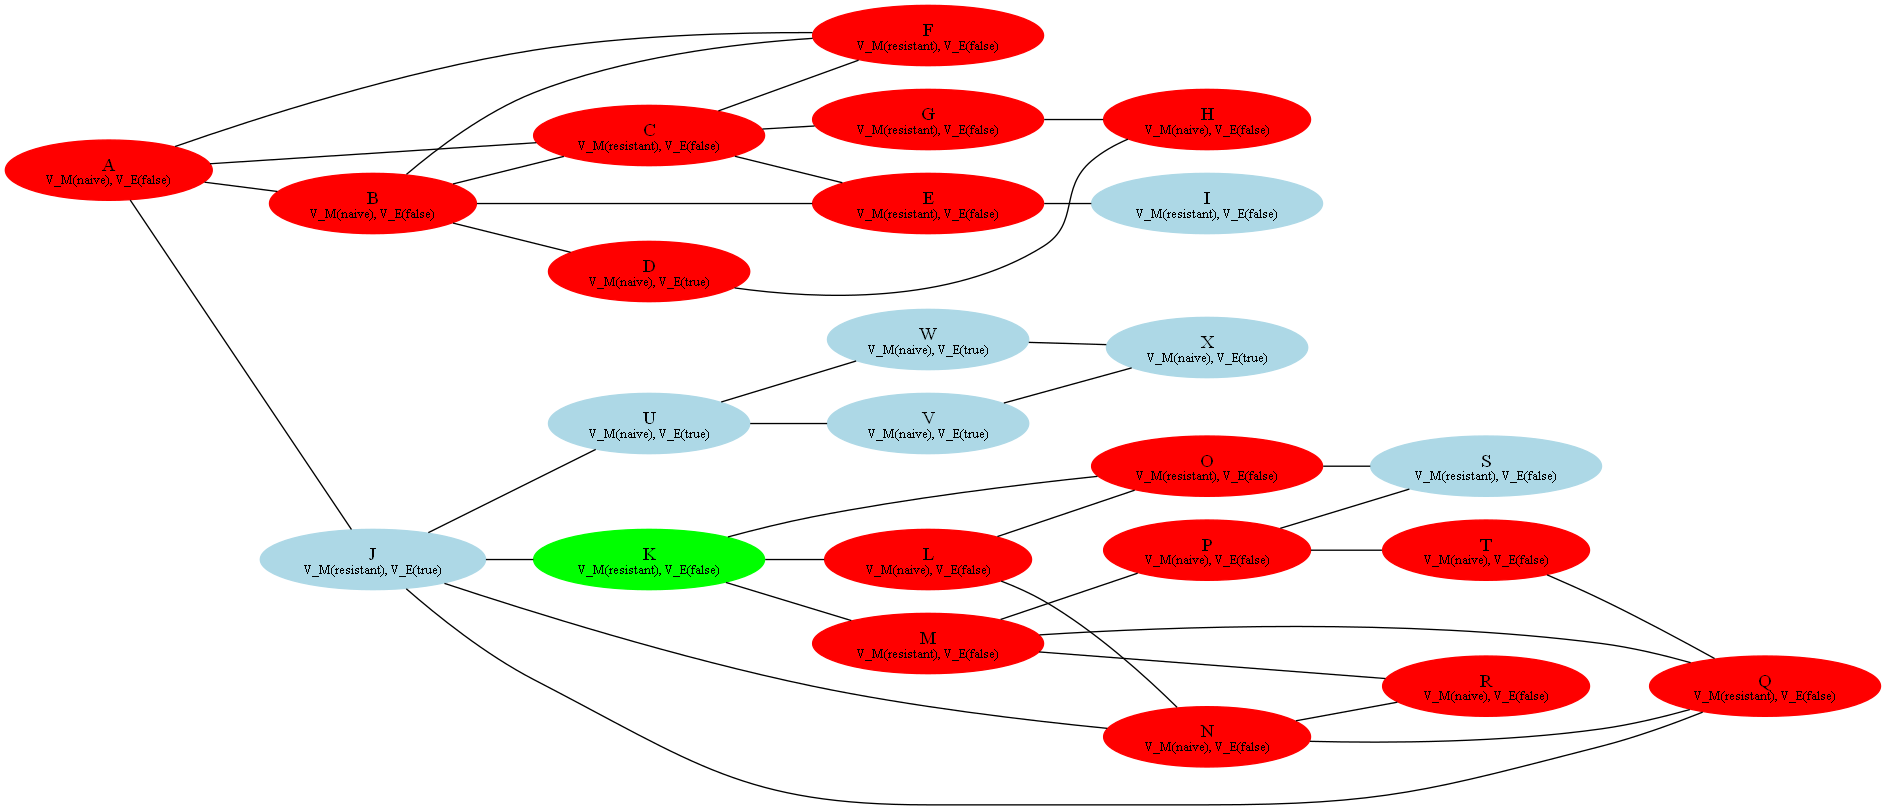 F
V_M(resistant), V_E(false)
G
V_M(resistant), V_E(false)
H
V_M(naive), V_E(false)
C
V_M(resistant), V_E(false)
A
V_M(naive), V_E(false)
B
V_M(naive), V_E(false)
E
V_M(resistant), V_E(false)
I
V_M(resistant), V_E(false)
D
V_M(naive), V_E(true)
W
V_M(naive), V_E(true)
X
V_M(naive), V_E(true)
U
V_M(naive), V_E(true)
V
V_M(naive), V_E(true)
O
V_M(resistant), V_E(false)
S
V_M(resistant), V_E(false)
J
V_M(resistant), V_E(true)
K
V_M(resistant), V_E(false)
L
V_M(naive), V_E(false)
P
V_M(naive), V_E(false)
T
V_M(naive), V_E(false)
M
V_M(resistant), V_E(false)
R
V_M(naive), V_E(false)
Q
V_M(resistant), V_E(false)
N
V_M(naive), V_E(false)